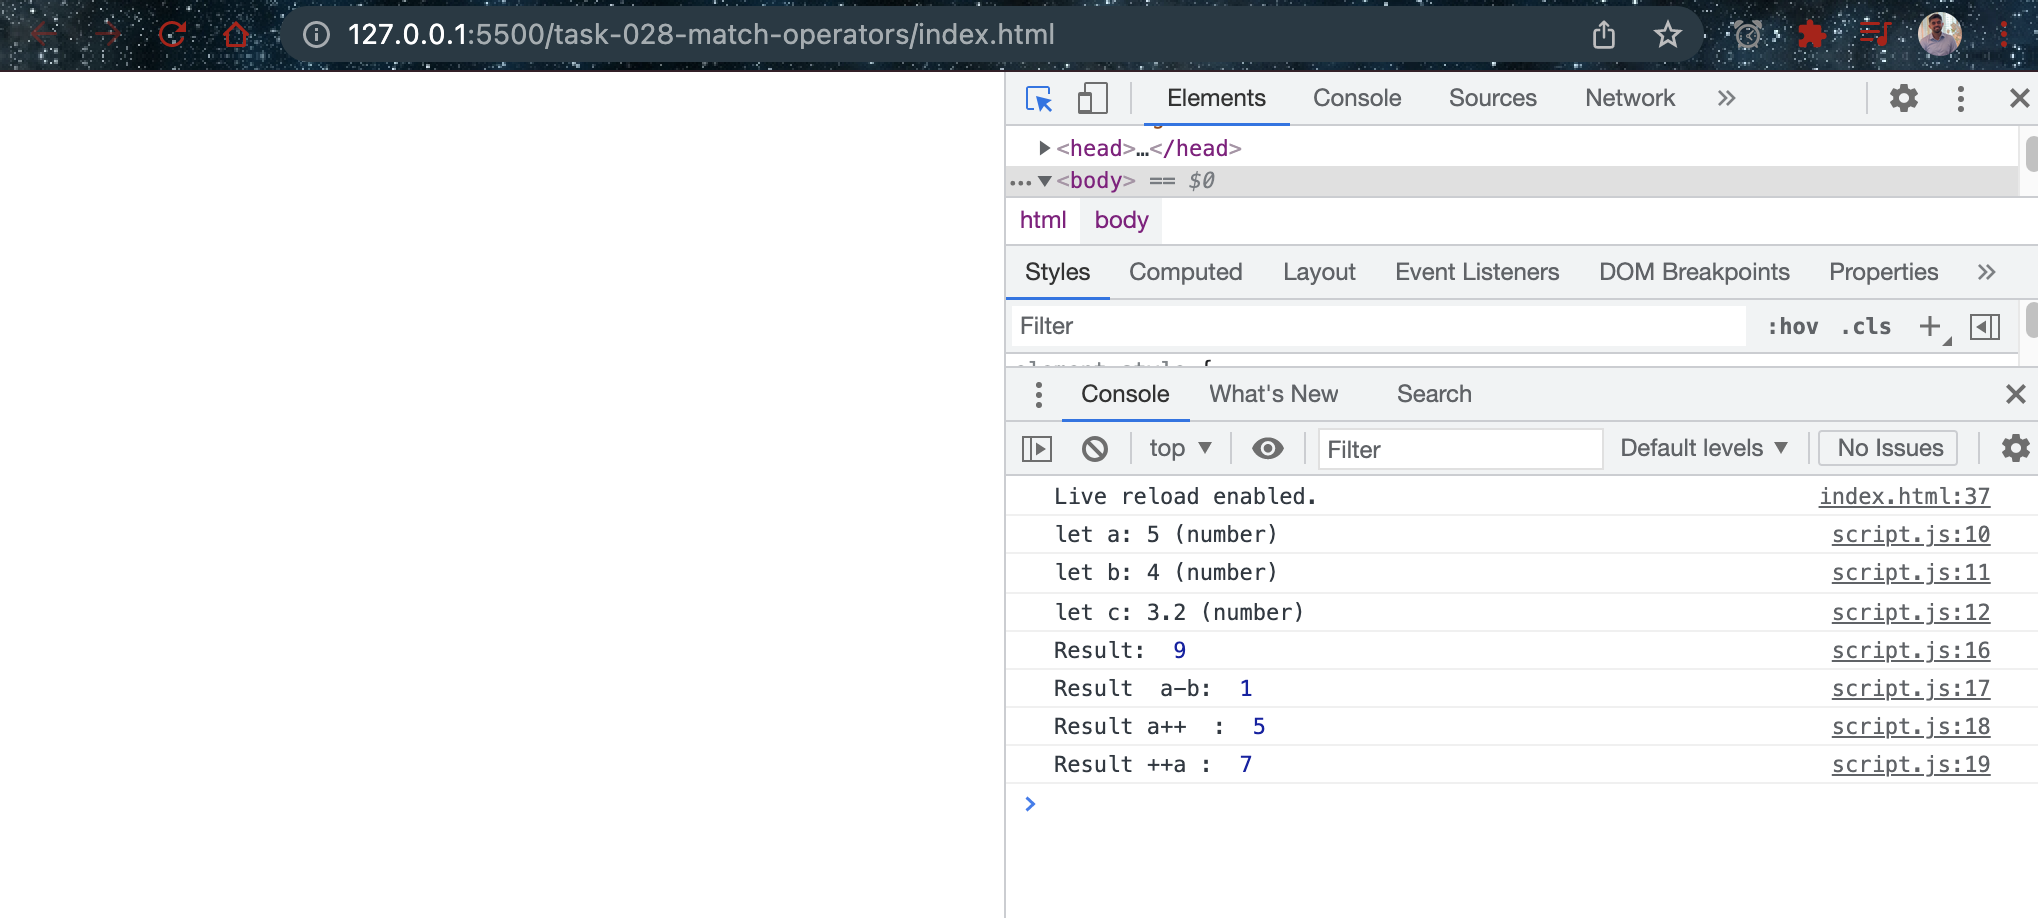 127.0.0.1:5500/task-028-match-operators/index.html
Elements Console Sources Network »
<head>…</head>
… <body> == $0
html body
Styles Computed Layout Event Listeners DOM Breakpoints Properties »
Filter :hov .cls +
element.style {
Console What's New Search
top Filter Default levels No Issues
Live reload enabled. index.html:37
let a: 5 (number) script.js:10
let b: 4 (number) script.js:11
let c: 3.2 (number) script.js:12
Result:  9 script.js:16
Result  a-b:  1 script.js:17
Result a++  :  5 script.js:18
Result ++a :  7 script.js:19